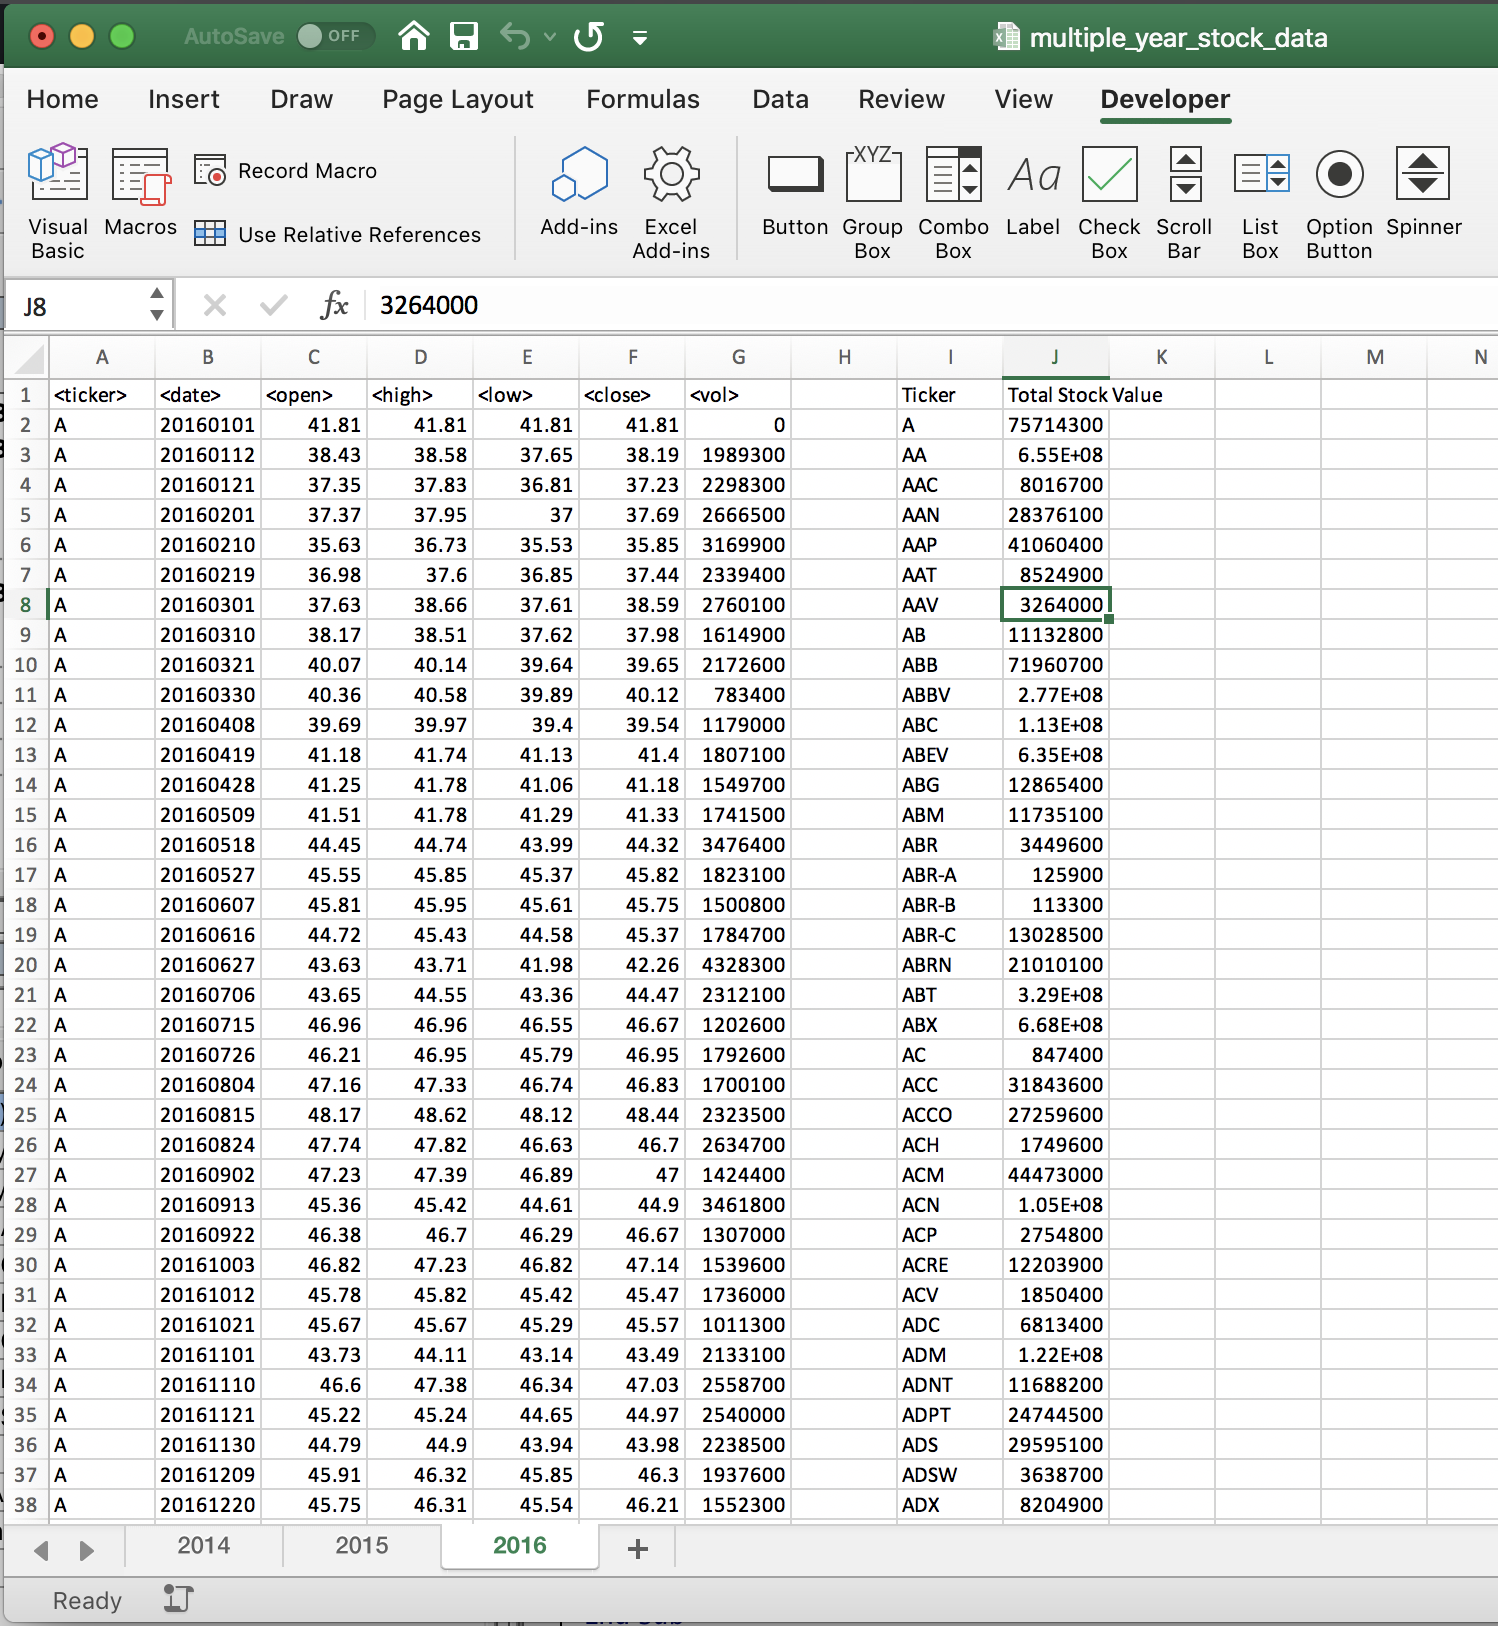 AutoSave OFF multiple_year_stock_data
Home Insert Draw Page Layout Formulas Data Review View Developer
Visual Basic Macros Record Macro Use Relative References Add-ins Excel Add-ins Button Group Box Combo Box Label Check Box Scroll Bar List Box Option Button Spinner
XYZ Aa
J8 fx 3264000
A B C D E F G H I J K L M N
1 <ticker> <date> <open> <high> <low> <close> <vol> Ticker Total Stock Value
2 A 20160101 41.81 41.81 41.81 41.81 0 A 75714300
3 A 20160112 38.43 38.58 37.65 38.19 1989300 AA 6.55E+08
4 A 20160121 37.35 37.83 36.81 37.23 2298300 AAC 8016700
5 A 20160201 37.37 37.95 37 37.69 2666500 AAN 28376100
6 A 20160210 35.63 36.73 35.53 35.85 3169900 AAP 41060400
7 A 20160219 36.98 37.6 36.85 37.44 2339400 AAT 8524900
8 A 20160301 37.63 38.66 37.61 38.59 2760100 AAV 3264000
9 A 20160310 38.17 38.51 37.62 37.98 1614900 AB 11132800
10 A 20160321 40.07 40.14 39.64 39.65 2172600 ABB 71960700
11 A 20160330 40.36 40.58 39.89 40.12 783400 ABBV 2.77E+08
12 A 20160408 39.69 39.97 39.4 39.54 1179000 ABC 1.13E+08
13 A 20160419 41.18 41.74 41.13 41.4 1807100 ABEV 6.35E+08
14 A 20160428 41.25 41.78 41.06 41.18 1549700 ABG 12865400
15 A 20160509 41.51 41.78 41.29 41.33 1741500 ABM 11735100
16 A 20160518 44.45 44.74 43.99 44.32 3476400 ABR 3449600
17 A 20160527 45.55 45.85 45.37 45.82 1823100 ABR-A 125900
18 A 20160607 45.81 45.95 45.61 45.75 1500800 ABR-B 113300
19 A 20160616 44.72 45.43 44.58 45.37 1784700 ABR-C 13028500
20 A 20160627 43.63 43.71 41.98 42.26 4328300 ABRN 21010100
21 A 20160706 43.65 44.55 43.36 44.47 2312100 ABT 3.29E+08
22 A 20160715 46.96 46.96 46.55 46.67 1202600 ABX 6.68E+08
23 A 20160726 46.21 46.95 45.79 46.95 1792600 AC 847400
24 A 20160804 47.16 47.33 46.74 46.83 1700100 ACC 31843600
25 A 20160815 48.17 48.62 48.12 48.44 2323500 ACCO 27259600
26 A 20160824 47.74 47.82 46.63 46.7 2634700 ACH 1749600
27 A 20160902 47.23 47.39 46.89 47 1424400 ACM 44473000
28 A 20160913 45.36 45.42 44.61 44.9 3461800 ACN 1.05E+08
29 A 20160922 46.38 46.7 46.29 46.67 1307000 ACP 2754800
30 A 20161003 46.82 47.23 46.82 47.14 1539600 ACRE 12203900
31 A 20161012 45.78 45.82 45.42 45.47 1736000 ACV 1850400
32 A 20161021 45.67 45.67 45.29 45.57 1011300 ADC 6813400
33 A 20161101 43.73 44.11 43.14 43.49 2133100 ADM 1.22E+08
34 A 20161110 46.6 47.38 46.34 47.03 2558700 ADNT 11688200
35 A 20161121 45.22 45.24 44.65 44.97 2540000 ADPT 24744500
36 A 20161130 44.79 44.9 43.94 43.98 2238500 ADS 29595100
37 A 20161209 45.91 46.32 45.85 46.3 1937600 ADSW 3638700
38 A 20161220 45.75 46.31 45.54 46.21 1552300 ADX 8204900
2014 2015 2016 +
Ready